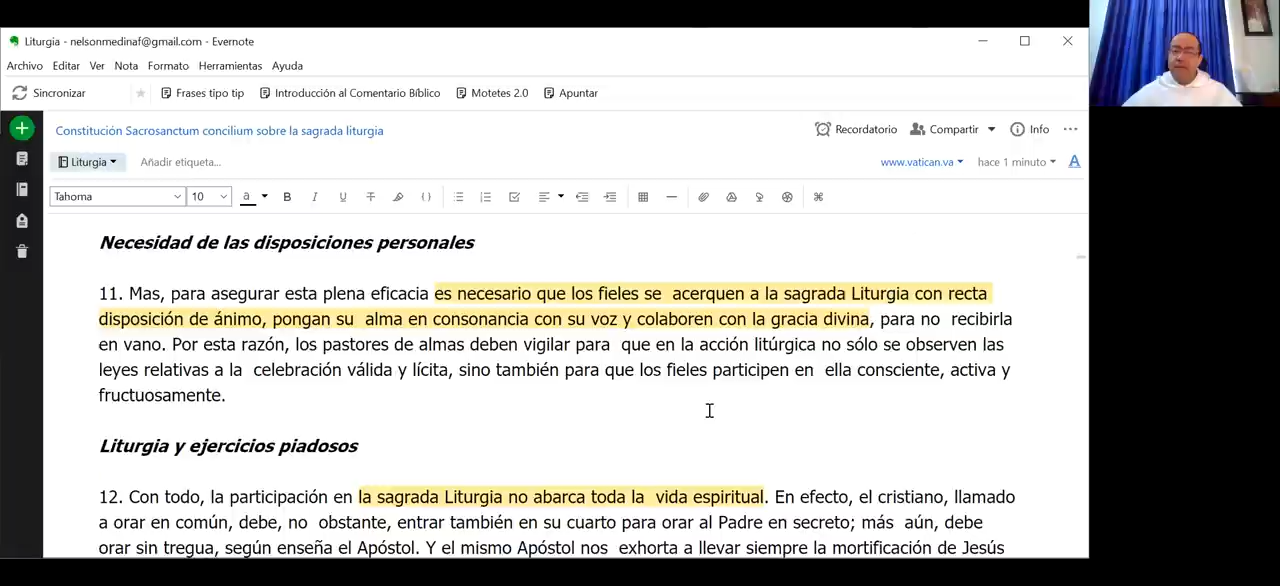 Liturgia - nelsonmedinaf@gmail.com - Evernote
Archivo Editar Ver Nota Formato Herramientas Ayuda
Sincronizar Frases tipo tip Introducción al Comentario Bíblico Motetes 2.0 Apuntar
Constitución Sacrosanctum concilium sobre la sagrada liturgia Recordatorio Compartir Info
Liturgia Añadir etiqueta... www.vatican.va hace 1 minuto A
Tahoma 10 a B I U T
Necesidad de las disposiciones personales
11. Mas, para asegurar esta plena eficacia es necesario que los fieles se acerquen a la sagrada Liturgia con recta
disposición de ánimo, pongan su alma en consonancia con su voz y colaboren con la gracia divina, para no recibirla
en vano. Por esta razón, los pastores de almas deben vigilar para que en la acción litúrgica no sólo se observen las
leyes relativas a la celebración válida y lícita, sino también para que los fieles participen en ella consciente, activa y
fructuosamente.
Liturgia y ejercicios piadosos
12. Con todo, la participación en la sagrada Liturgia no abarca toda la vida espiritual. En efecto, el cristiano, llamado
a orar en común, debe, no obstante, entrar también en su cuarto para orar al Padre en secreto; más aún, debe
orar sin tregua, según enseña el Apóstol. Y el mismo Apóstol nos exhorta a llevar siempre la mortificación de Jesús